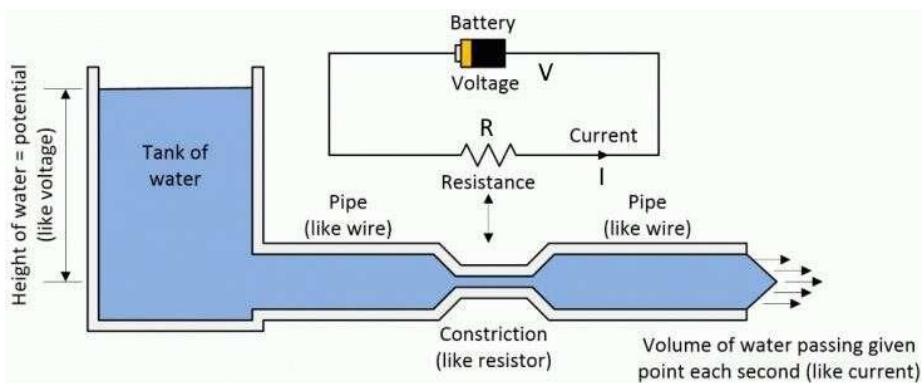 Battery
Voltage
V
R
Current
I
Resistance
Height of water = potential
(like voltage)
Tank of
water
Pipe
(like wire)
Pipe
(like wire)
Constriction
(like resistor)
Volume of water passing given
point each second (like current)